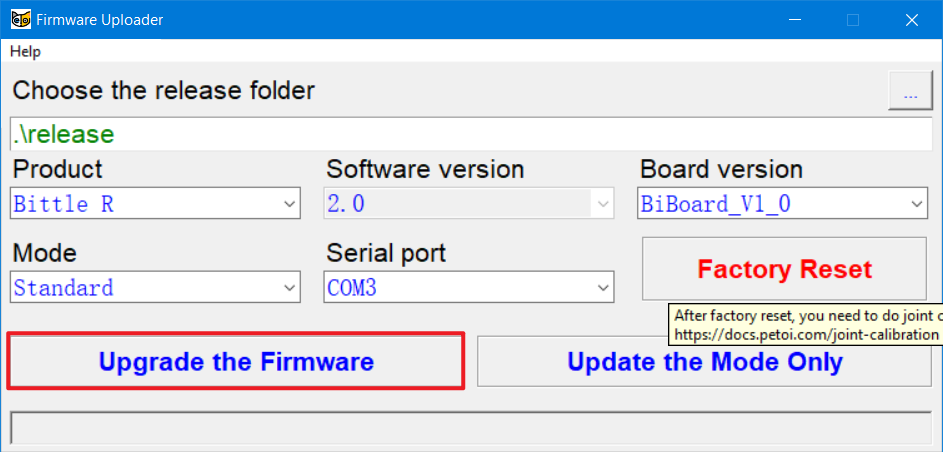 Firmware Uploader
Help
Choose the release folder
...
.\release
Product
Software version
Board version
Bittle R
2.0
BiBoard_V1_0
Mode
Serial port
Standard
COM3
Factory Reset
After factory reset, you need to do joint
https://docs.petoi.com/joint-calibration
Upgrade the Firmware
Update the Mode Only